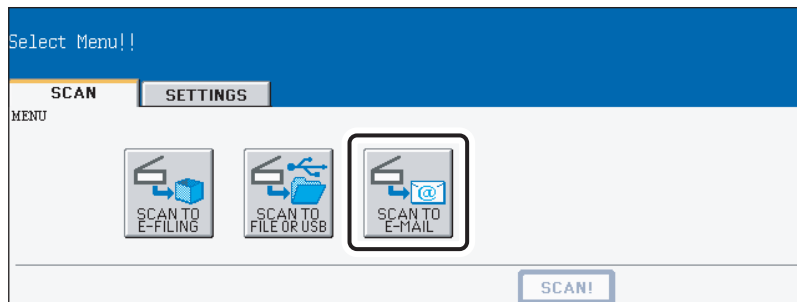 Select Menu!!
SCAN
SETTINGS
MENU
SCAN TO
E-FILING
SCAN TO
FILE OR USB
@
SCAN TO
E-MAIL
SCAN!